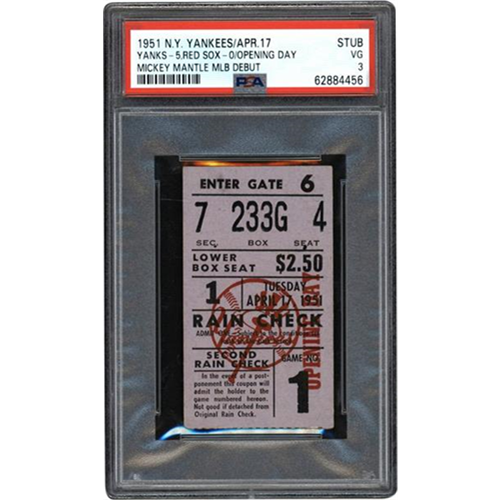 1951 N.Y. YANKEES/APR.17 STUB
YANKS-5,RED SOX-0/OPENING DAY VG
MICKEY MANTLE MLB DEBUT 3
PSA 62884456
ENTER GATE 6
7 233G 4
SEC. BOX SEAT
LOWER
BOX SEAT $2.50
1 TUESDAY
APRIL 17 1951
RAIN CHECK
Yankees
SECOND
RAIN CHECK
GAME NO.
1
In the event of a post-
ponement this coupon will
admit the holder to the
game numbered hereon.
Not good if detached from
Original Rain Check.
OPENING DAY